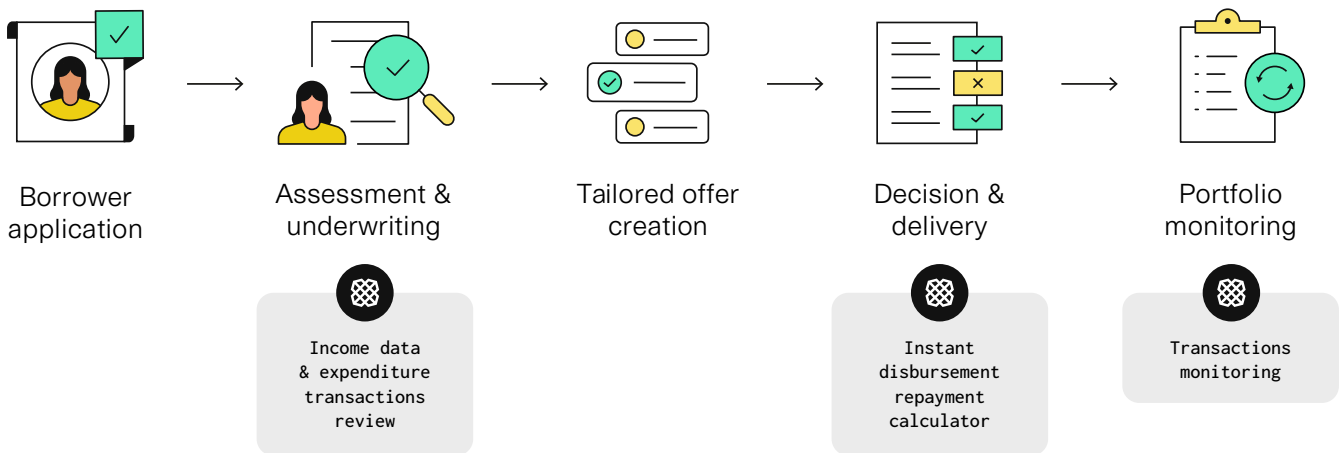 Borrower
application
Assessment &
underwriting
Tailored offer
creation
Decision &
delivery
Portfolio
monitoring
Income data
& expenditure
transactions
review
Instant
disbursement
repayment
calculator
Transactions
monitoring